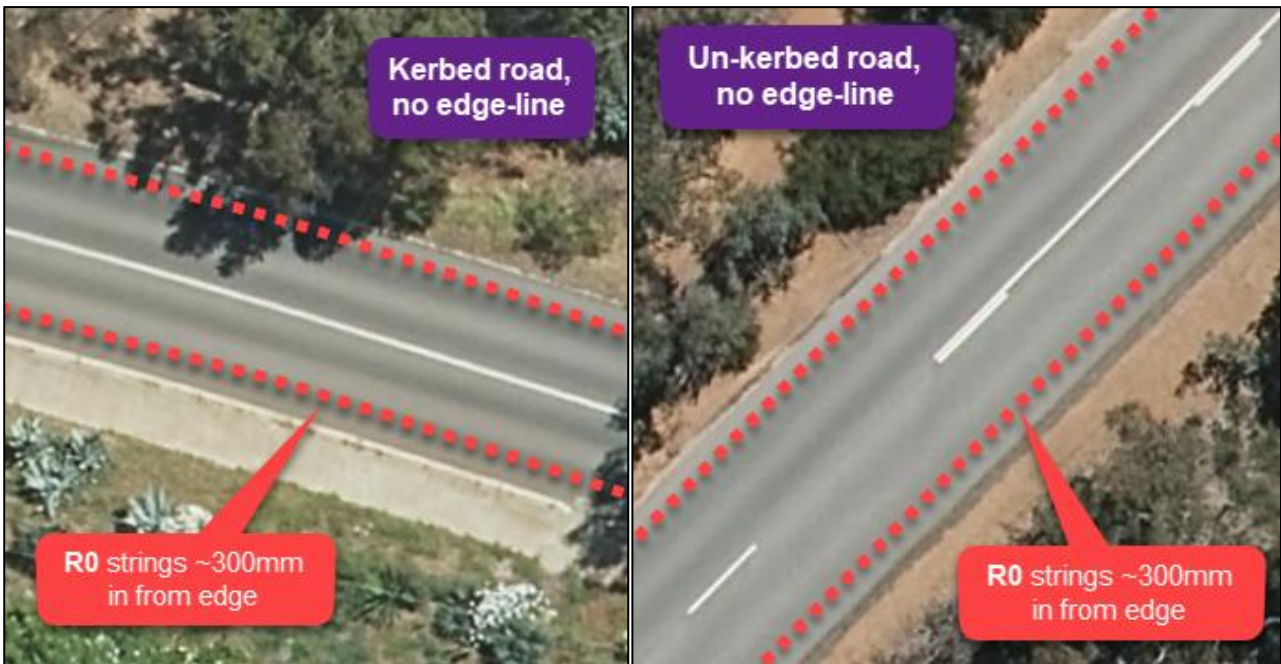 Kerbed road,
no edge-line
R0 strings ~300mm
in from edge
Un-kerbed road,
no edge-line
R0 strings ~300mm
in from edge